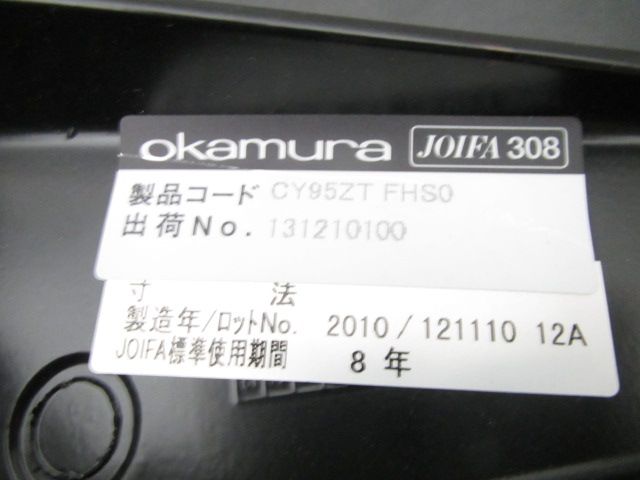 okamura JOIFA 308
製品コード CY95ZT FHS0
出荷No. 131210100
寸法
製造年/ロットNo. 2010/121110 12A
JOIFA標準使用期間 8年